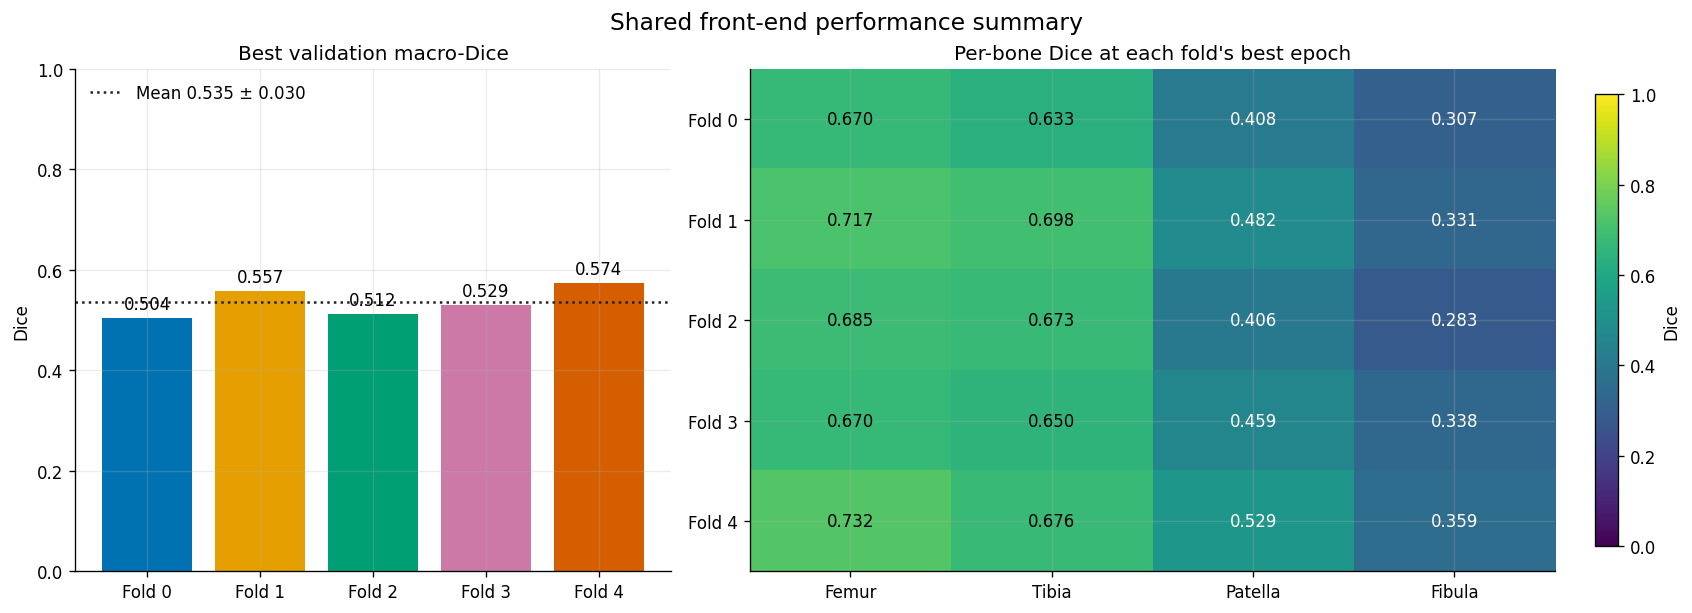 Shared front-end performance summary
Best validation macro-Dice
Mean 0.535 ± 0.030
Dice
1.0
0.8
0.6
0.4
0.2
0.0
0.504
0.557
0.512
0.529
0.574
Fold 0
Fold 1
Fold 2
Fold 3
Fold 4
Per-bone Dice at each fold's best epoch
Fold 0 0.670 0.633 0.408 0.307
Fold 1 0.717 0.698 0.482 0.331
Fold 2 0.685 0.673 0.406 0.283
Fold 3 0.670 0.650 0.459 0.338
Fold 4 0.732 0.676 0.529 0.359
Femur Tibia Patella Fibula
1.0
0.8
0.6
0.4
0.2
0.0
Dice